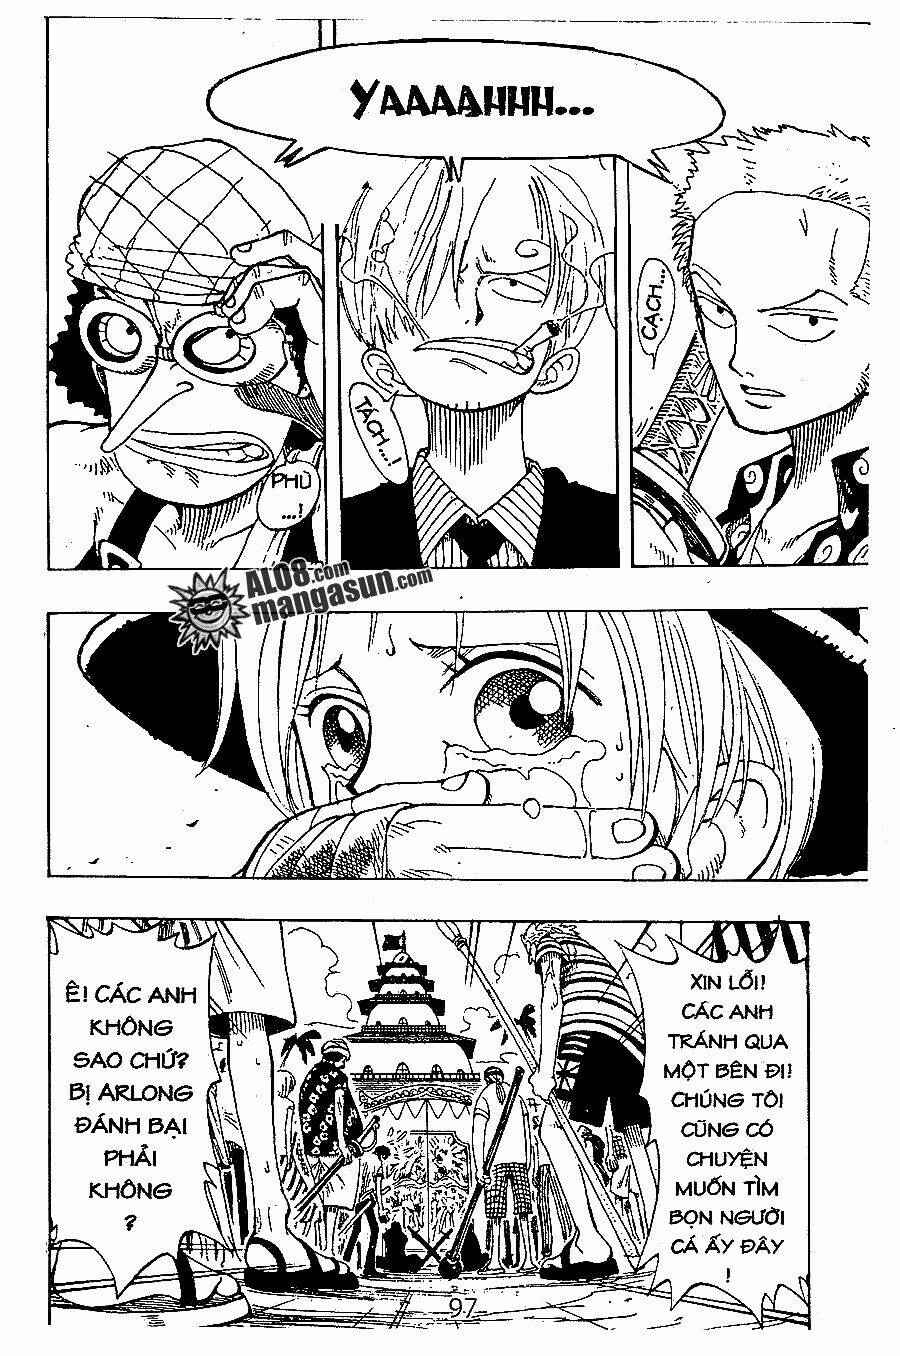 YAAAAHHH...
CẠCH...
TÁCH...!
PHÙ
...!
AL08.com
mangasun.com
XIN LỖI!
CÁC ANH
TRÁNH QUA
MỘT BÊN ĐI!
CHÚNG TÔI
CŨNG CÓ
CHUYỆN
MUỐN TÌM
BỌN NGƯỜI
CÁ ẤY ĐÂY
!
Ê! CÁC ANH
KHÔNG
SAO CHỨ?
BỊ ARLONG
ĐÁNH BẠI
PHẢI
KHÔNG
?
97